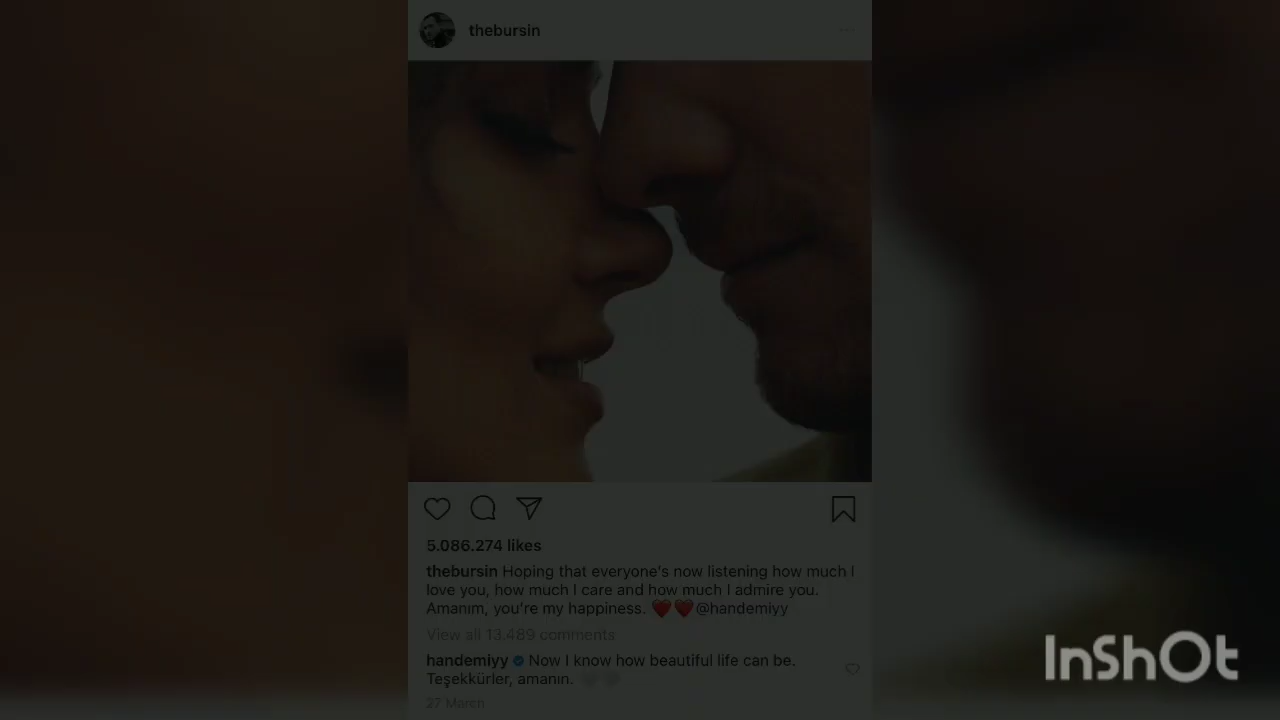 thebursin
5.086.274 likes
thebursin Hoping that everyone's now listening how much I
love you, how much I care and how much I admire you.
Amanım, you're my happiness. ❤️❤️@handemiyy
View all 13.489 comments
handemiyy Now I know how beautiful life can be.
Teşekkürler, amanın. 🤍🤍
27 March
InShOt